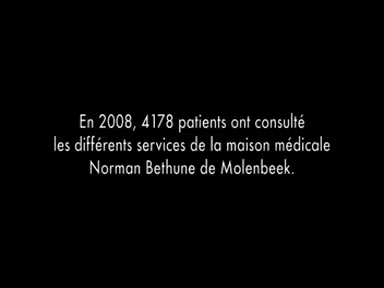 En 2008, 4178 patients ont consulté
les différents services de la maison médicale
Norman Bethune de Molenbeek.